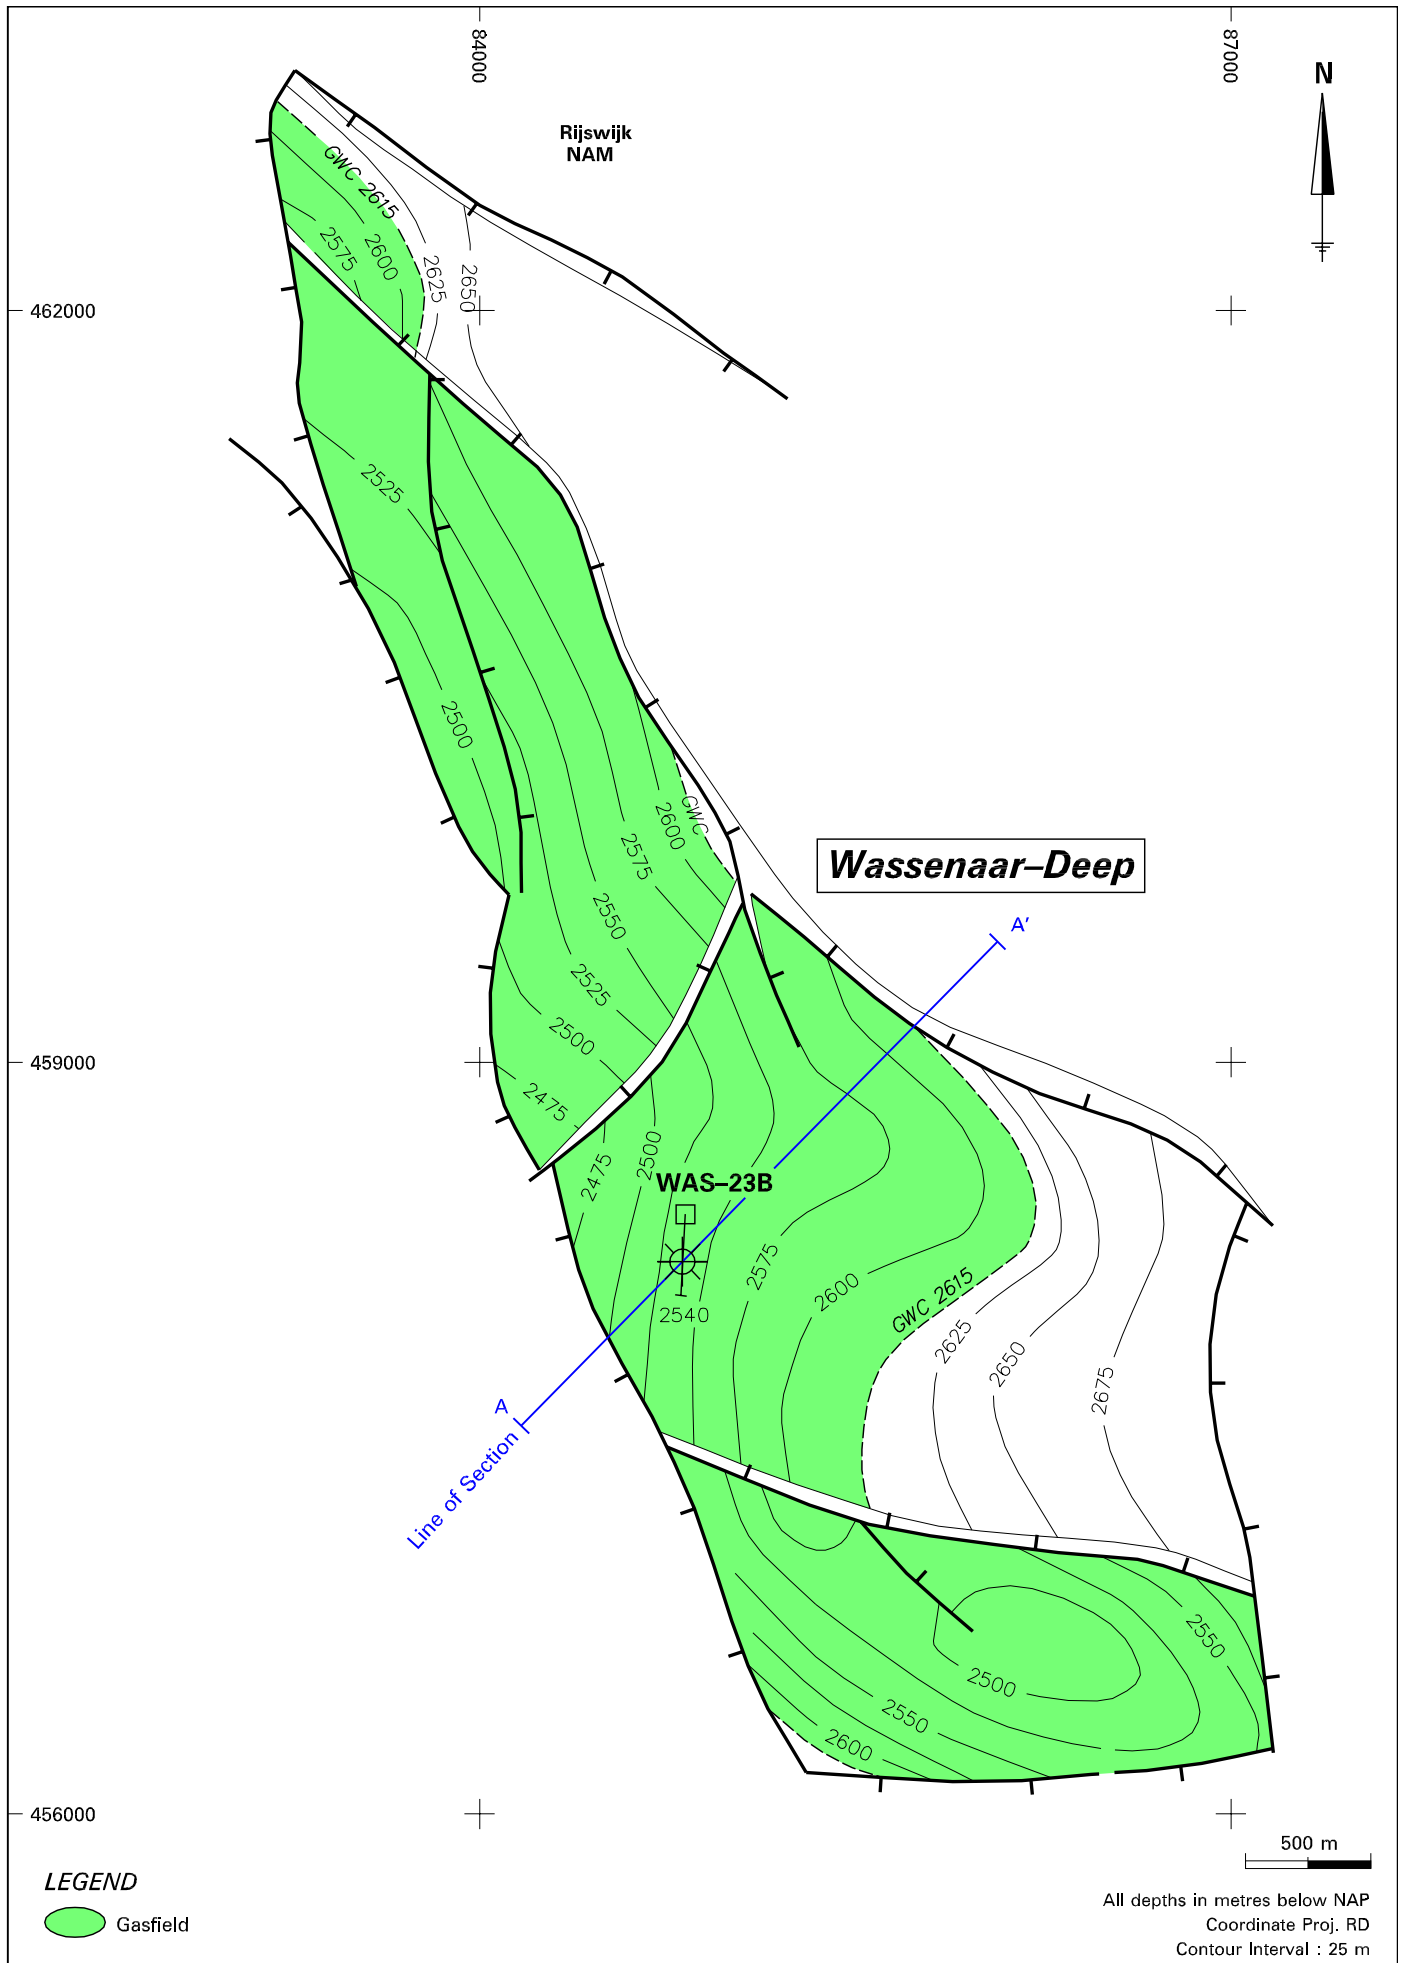 84000
87000
N
Rijswijk
NAM
GWC 2615
2575
2600
2625
2650
462000
2525
2500
GWC
2600
2575
Wassenaar–Deep
2550
A'
2525
2500
459000
2475
2475
2500
WAS–23B
2575
2600
GWC 2615
2540
2625
2650
2675
A
Line of Section
2550
2500
2550
2600
456000
500 m
LEGEND
Gasfield
All depths in metres below NAP
Coordinate Proj. RD
Contour Interval : 25 m